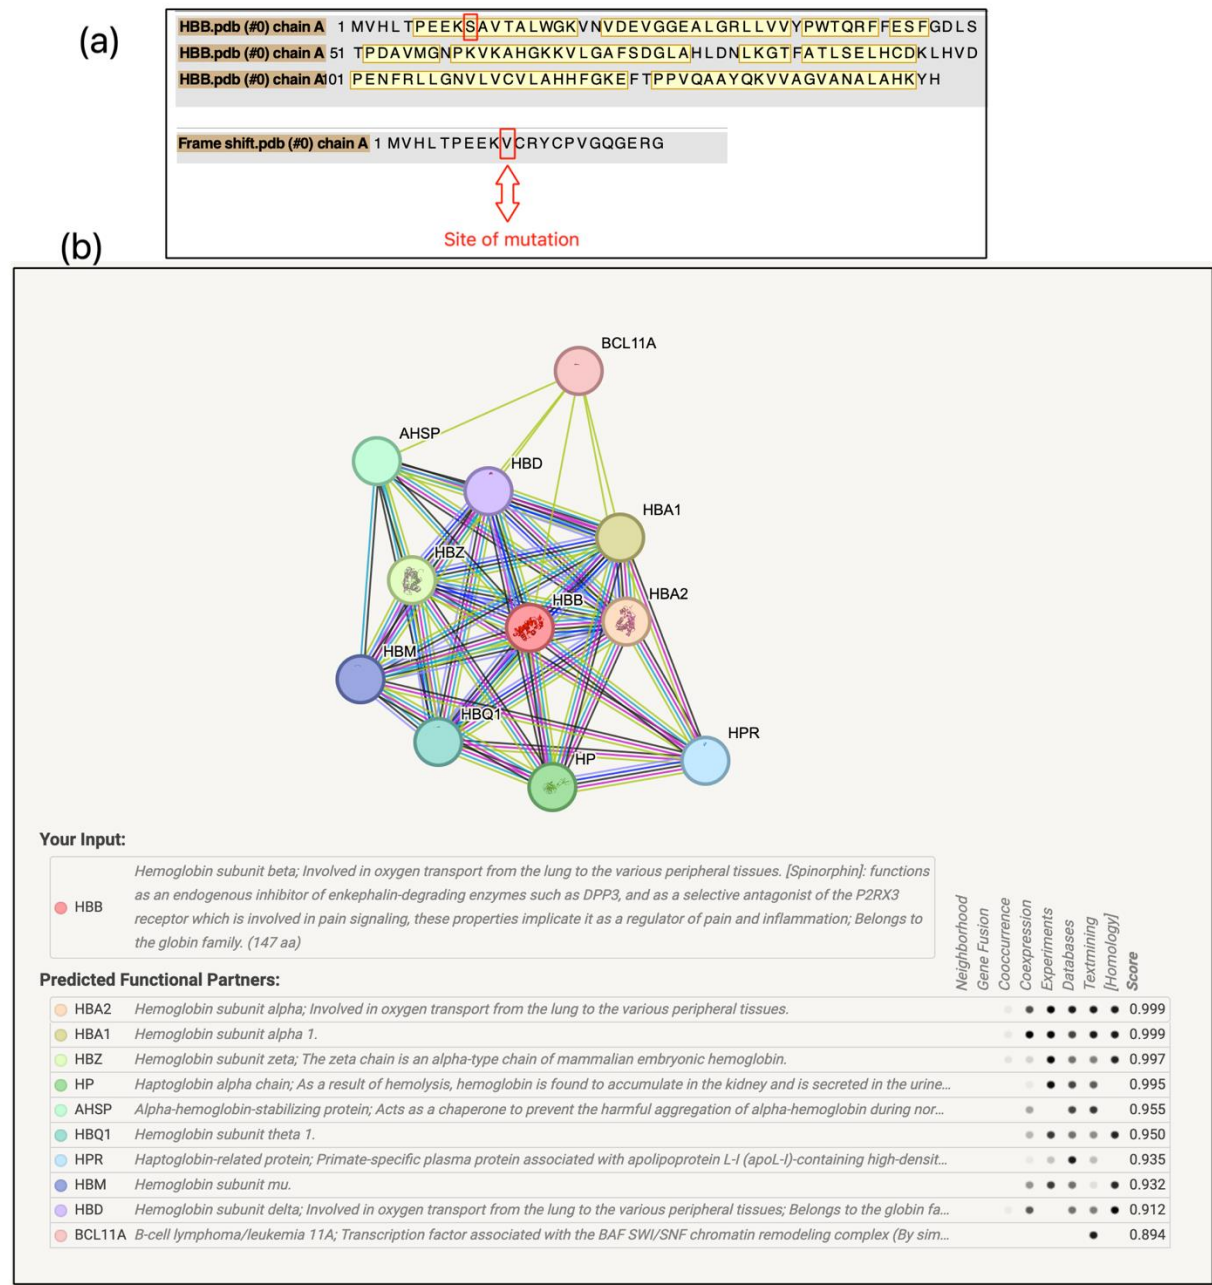 (a)
HBB.pdb (#0) chain A 1 MVHLTPEEKSAVTALWGKVNVDEVGGEALGRLLVVYPWTQRFFESFGDLS
HBB.pdb (#0) chain A 51 TPDAVMGNPKVKAHGKKVLGAFSDGLAHLDNLKGTFATLSELHCDKLHVD
HBB.pdb (#0) chain A 101 PENFRLLGNVLVCVLAHHFGKEFTPPVQAAYQKVVAGVANALAHKYH
Frame shift.pdb (#0) chain A 1 MVHLTPEEKVCRYCPVGQGERG
Site of mutation
(b)
BCL11A
AHSP
HBD
HBA1
HBZ
HBB
HBA2
HBM
HBQ1
HPR
HP
Your Input:
HBB Hemoglobin subunit beta; Involved in oxygen transport from the lung to the various peripheral tissues. [Spinorphin]: functions
as an endogenous inhibitor of enkephalin-degrading enzymes such as DPP3, and as a selective antagonist of the P2RX3
receptor which is involved in pain signaling, these properties implicate it as a regulator of pain and inflammation; Belongs to
the globin family. (147 aa)
Neighborhood
Gene Fusion
Cooccurrence
Coexpression
Experiments
Databases
Textmining
[Homology]
Score
Predicted Functional Partners:
HBA2 Hemoglobin subunit alpha; Involved in oxygen transport from the lung to the various peripheral tissues. 0.999
HBA1 Hemoglobin subunit alpha 1. 0.999
HBZ Hemoglobin subunit zeta; The zeta chain is an alpha-type chain of mammalian embryonic hemoglobin. 0.997
HP Haptoglobin alpha chain; As a result of hemolysis, hemoglobin is found to accumulate in the kidney and is secreted in the urine... 0.995
AHSP Alpha-hemoglobin-stabilizing protein; Acts as a chaperone to prevent the harmful aggregation of alpha-hemoglobin during nor... 0.955
HBQ1 Hemoglobin subunit theta 1. 0.950
HPR Haptoglobin-related protein; Primate-specific plasma protein associated with apolipoprotein L-I (apoL-I)-containing high-densit... 0.935
HBM Hemoglobin subunit mu. 0.932
HBD Hemoglobin subunit delta; Involved in oxygen transport from the lung to the various peripheral tissues; Belongs to the globin fa... 0.912
BCL11A B-cell lymphoma/leukemia 11A; Transcription factor associated with the BAF SWI/SNF chromatin remodeling complex (By sim... 0.894